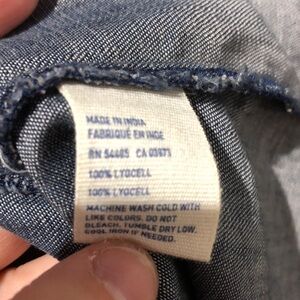 MADE IN INDIA
FABRIQUÉ EN INDE
RN 54485 CA 03673
100% LYOCELL
100% LYOCELL
MACHINE WASH COLD WITH
LIKE COLORS. DO NOT
BLEACH. TUMBLE DRY LOW.
COOL IRON IF NEEDED.